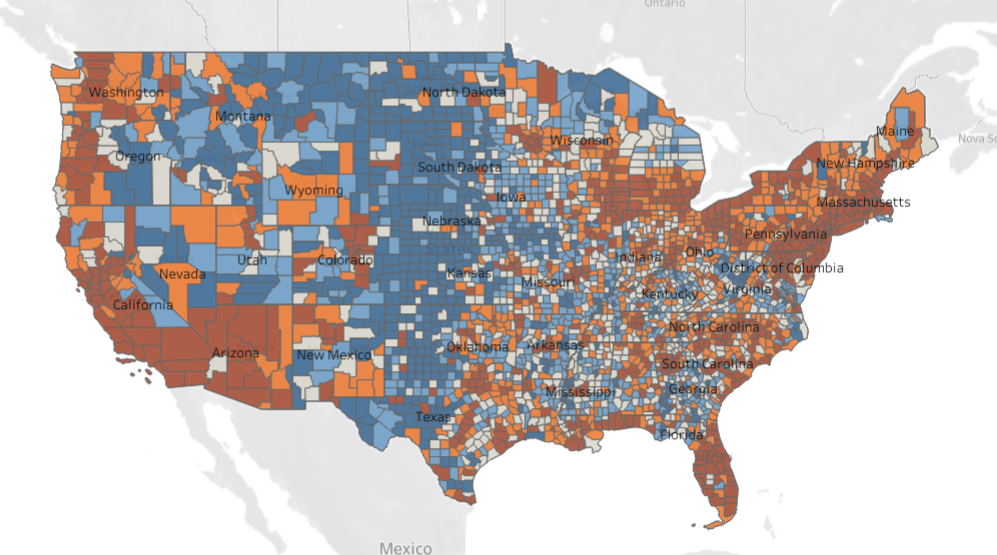 Ontario
Washington
North Dakota
Montana
Maine
Wisconsin
Nova S
Oregon
New Hampshire
South Dakota
Wyoming
Iowa
Massachusetts
Nebraska
Pennsylvania
Utah
Colorado
Indiana
Ohio
Nevada
Kansas
District of Columbia
Missouri
Virginia
Kentucky
California
North Carolina
Oklahoma
Arkansas
Arizona
New Mexico
South Carolina
Mississippi
Georgia
Texas
Florida
Mexico